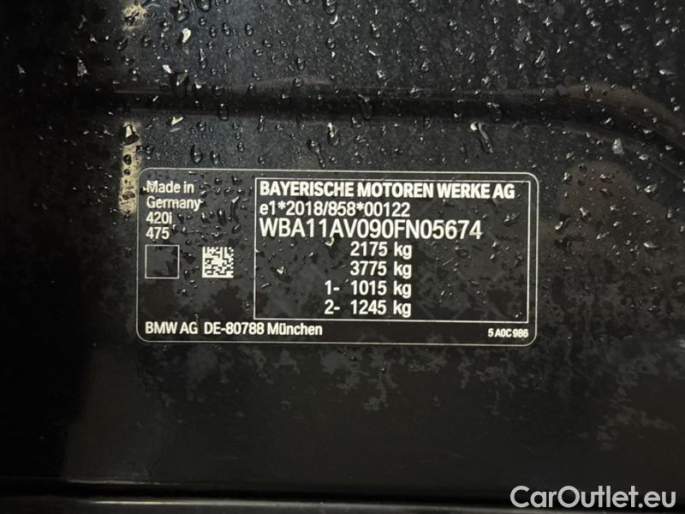 Made in
Germany
420i
475
BAYERISCHE MOTOREN WERKE AG
e1*2018/858*00122
WBA11AV090FN05674
2175 kg
3775 kg
1- 1015 kg
2- 1245 kg
BMW AG DE-80788 München
5 A0C 986
CarOutlet.eu